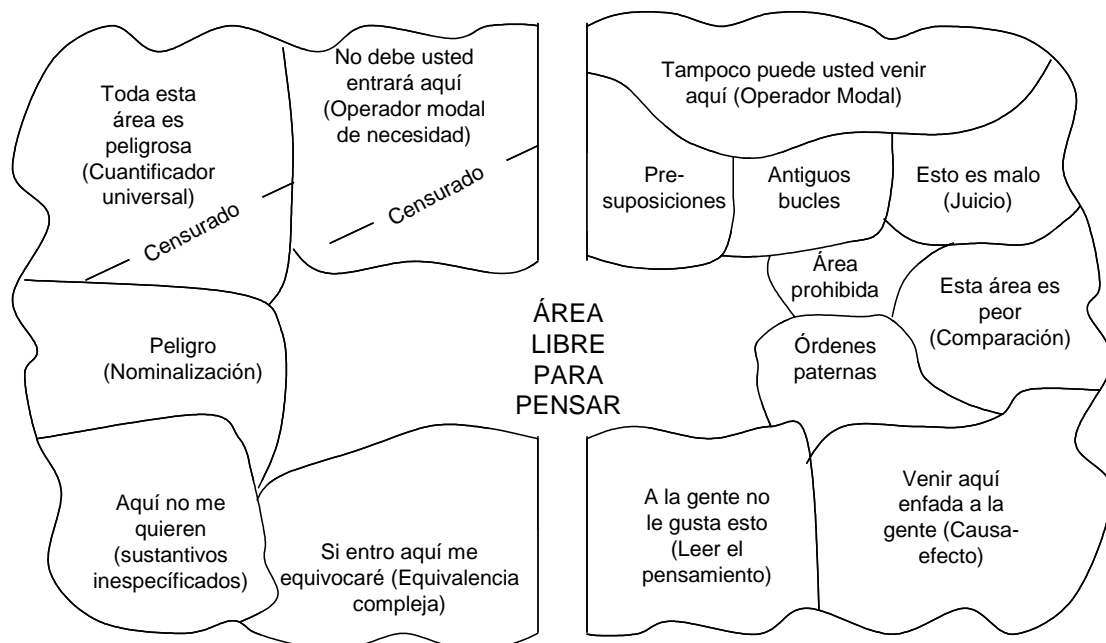 Toda esta
área es
peligrosa
(Cuantificador
universal)
Censurado
No debe usted
entrará aquí
(Operador modal
de necesidad)
Censurado
Tampoco puede usted venir
aquí (Operador Modal)
Pre-
suposiciones
Antiguos
bucles
Esto es malo
(Juicio)
Área
prohibida
Esta área es
peor
(Comparación)
Peligro
(Nominalización)
ÁREA
LIBRE
PARA
PENSAR
Órdenes
paternas
Aquí no me
quieren
(sustantivos
inespecíficados)
Si entro aquí me
equivocaré (Equivalencia
compleja)
A la gente no
le gusta esto
(Leer el
pensamiento)
Venir aquí
enfada a la
gente (Causa-
efecto)